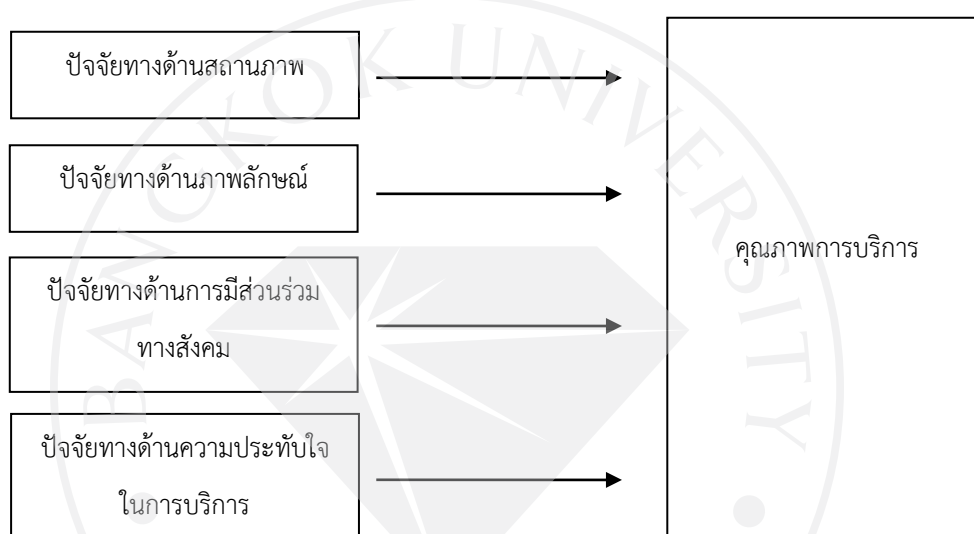 ปัจจัยทางด้านสถานภาพ
ปัจจัยทางด้านภาพลักษณ์
ปัจจัยทางด้านการมีส่วนร่วม
ทางสังคม
ปัจจัยทางด้านความประทับใจ
ในการบริการ
คุณภาพการบริการ
BANGKOK UNIVERSITY